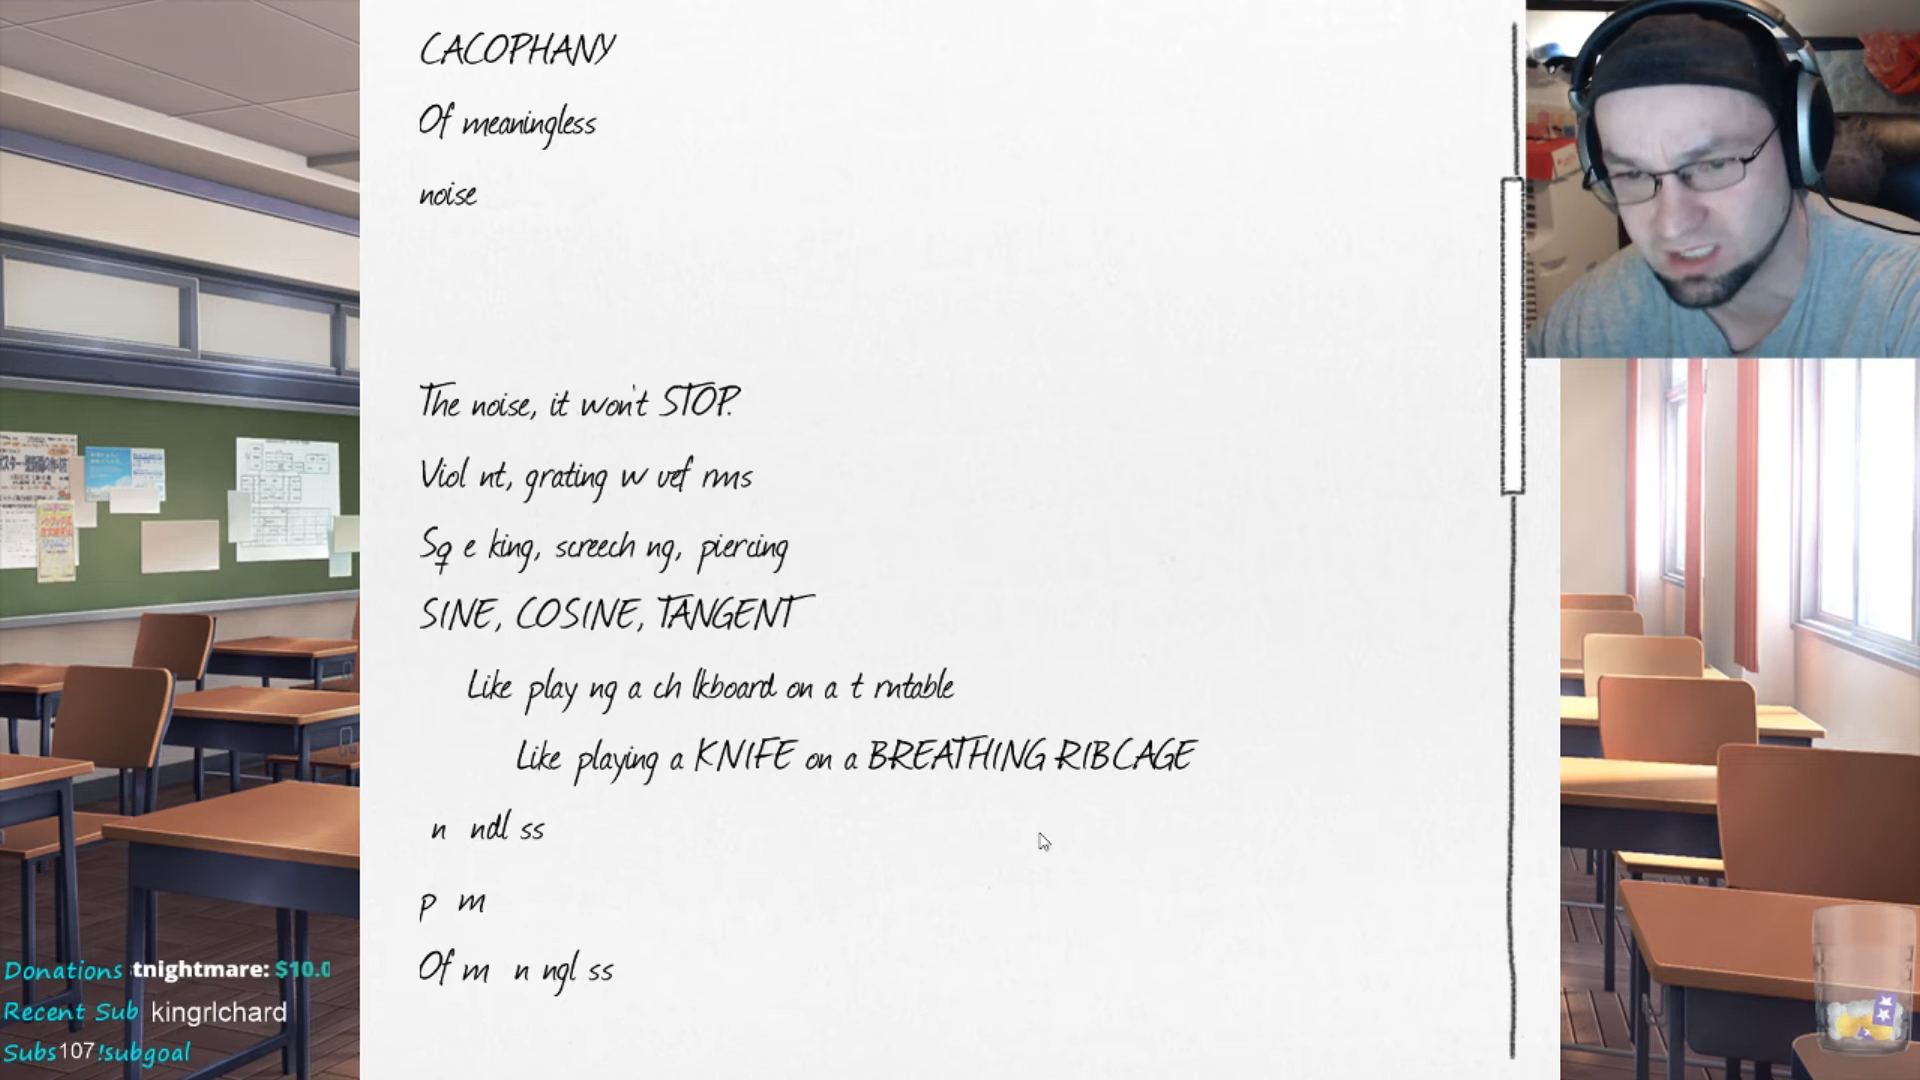 CACOPHANY
Of meaningless
noise
The noise, it won't STOP.
Viol nt, grating w vef rms
Sq e king, screech ng, piercing
SINE, COSINE, TANGENT
Like play ng a ch lkboard on a t rntable
Like playing a KNIFE on a BREATHING RIBCAGE
n ndl ss
p m
Of m n ngl ss
Donations tnightmare: $10.0
Recent Sub kingrlchard
Subs107!subgoal